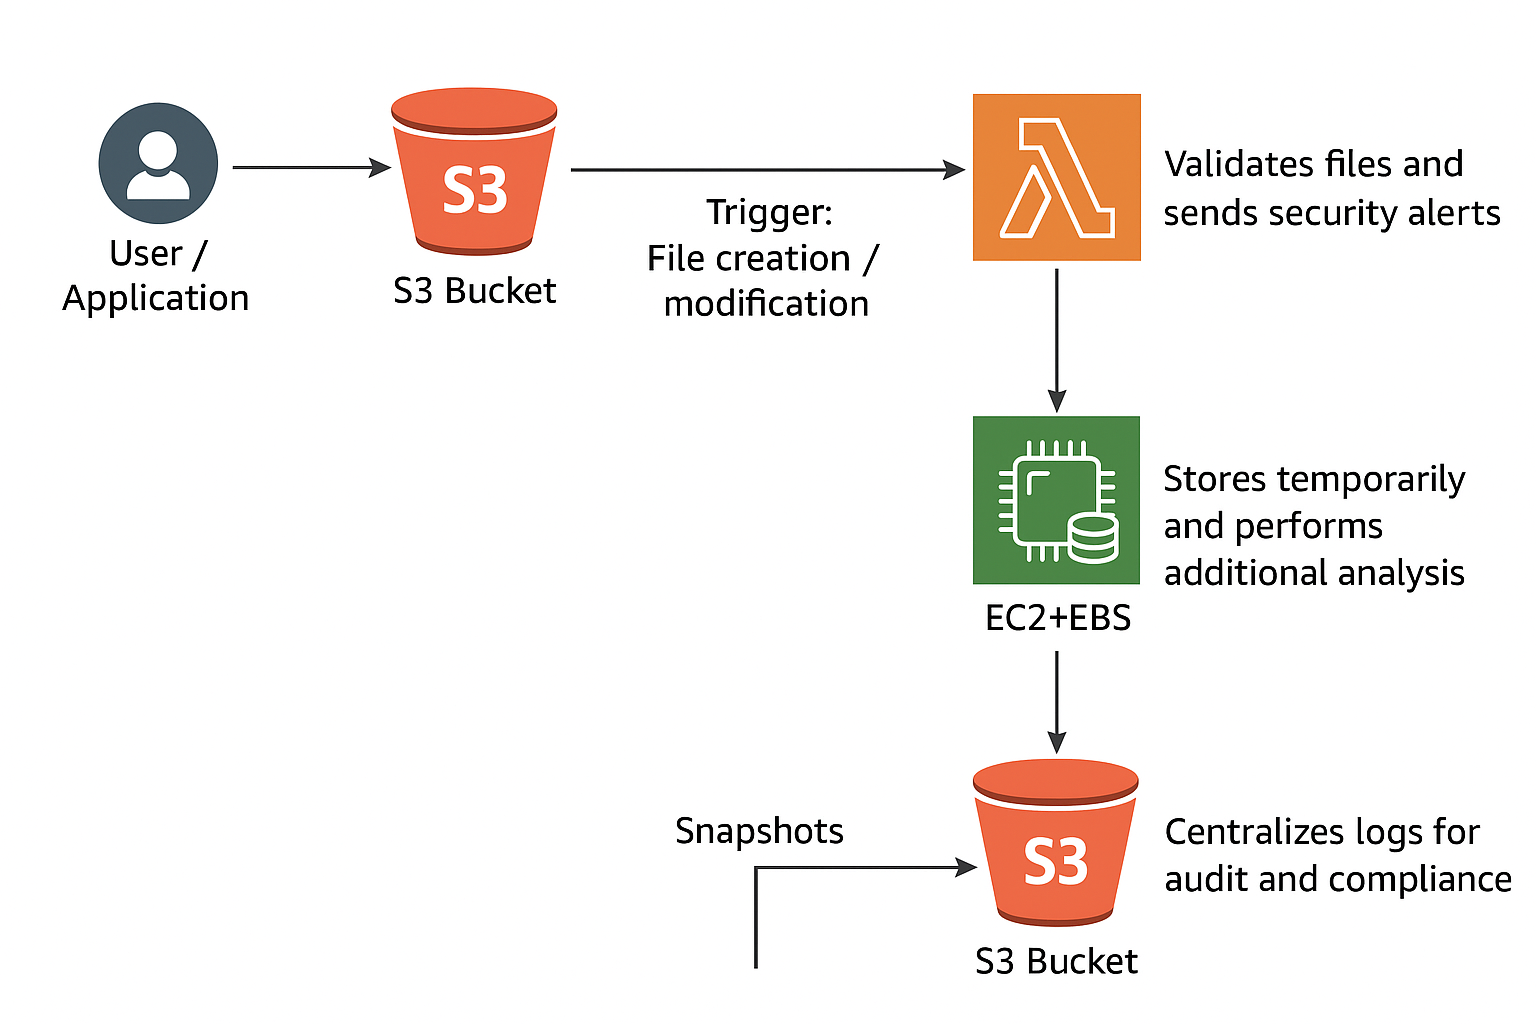 User /
Application
S3
S3 Bucket
Trigger:
File creation /
modification
Validates files and
sends security alerts
Stores temporarily
and performs
additional analysis
EC2+EBS
Snapshots
S3
Centralizes logs for
audit and compliance
S3 Bucket